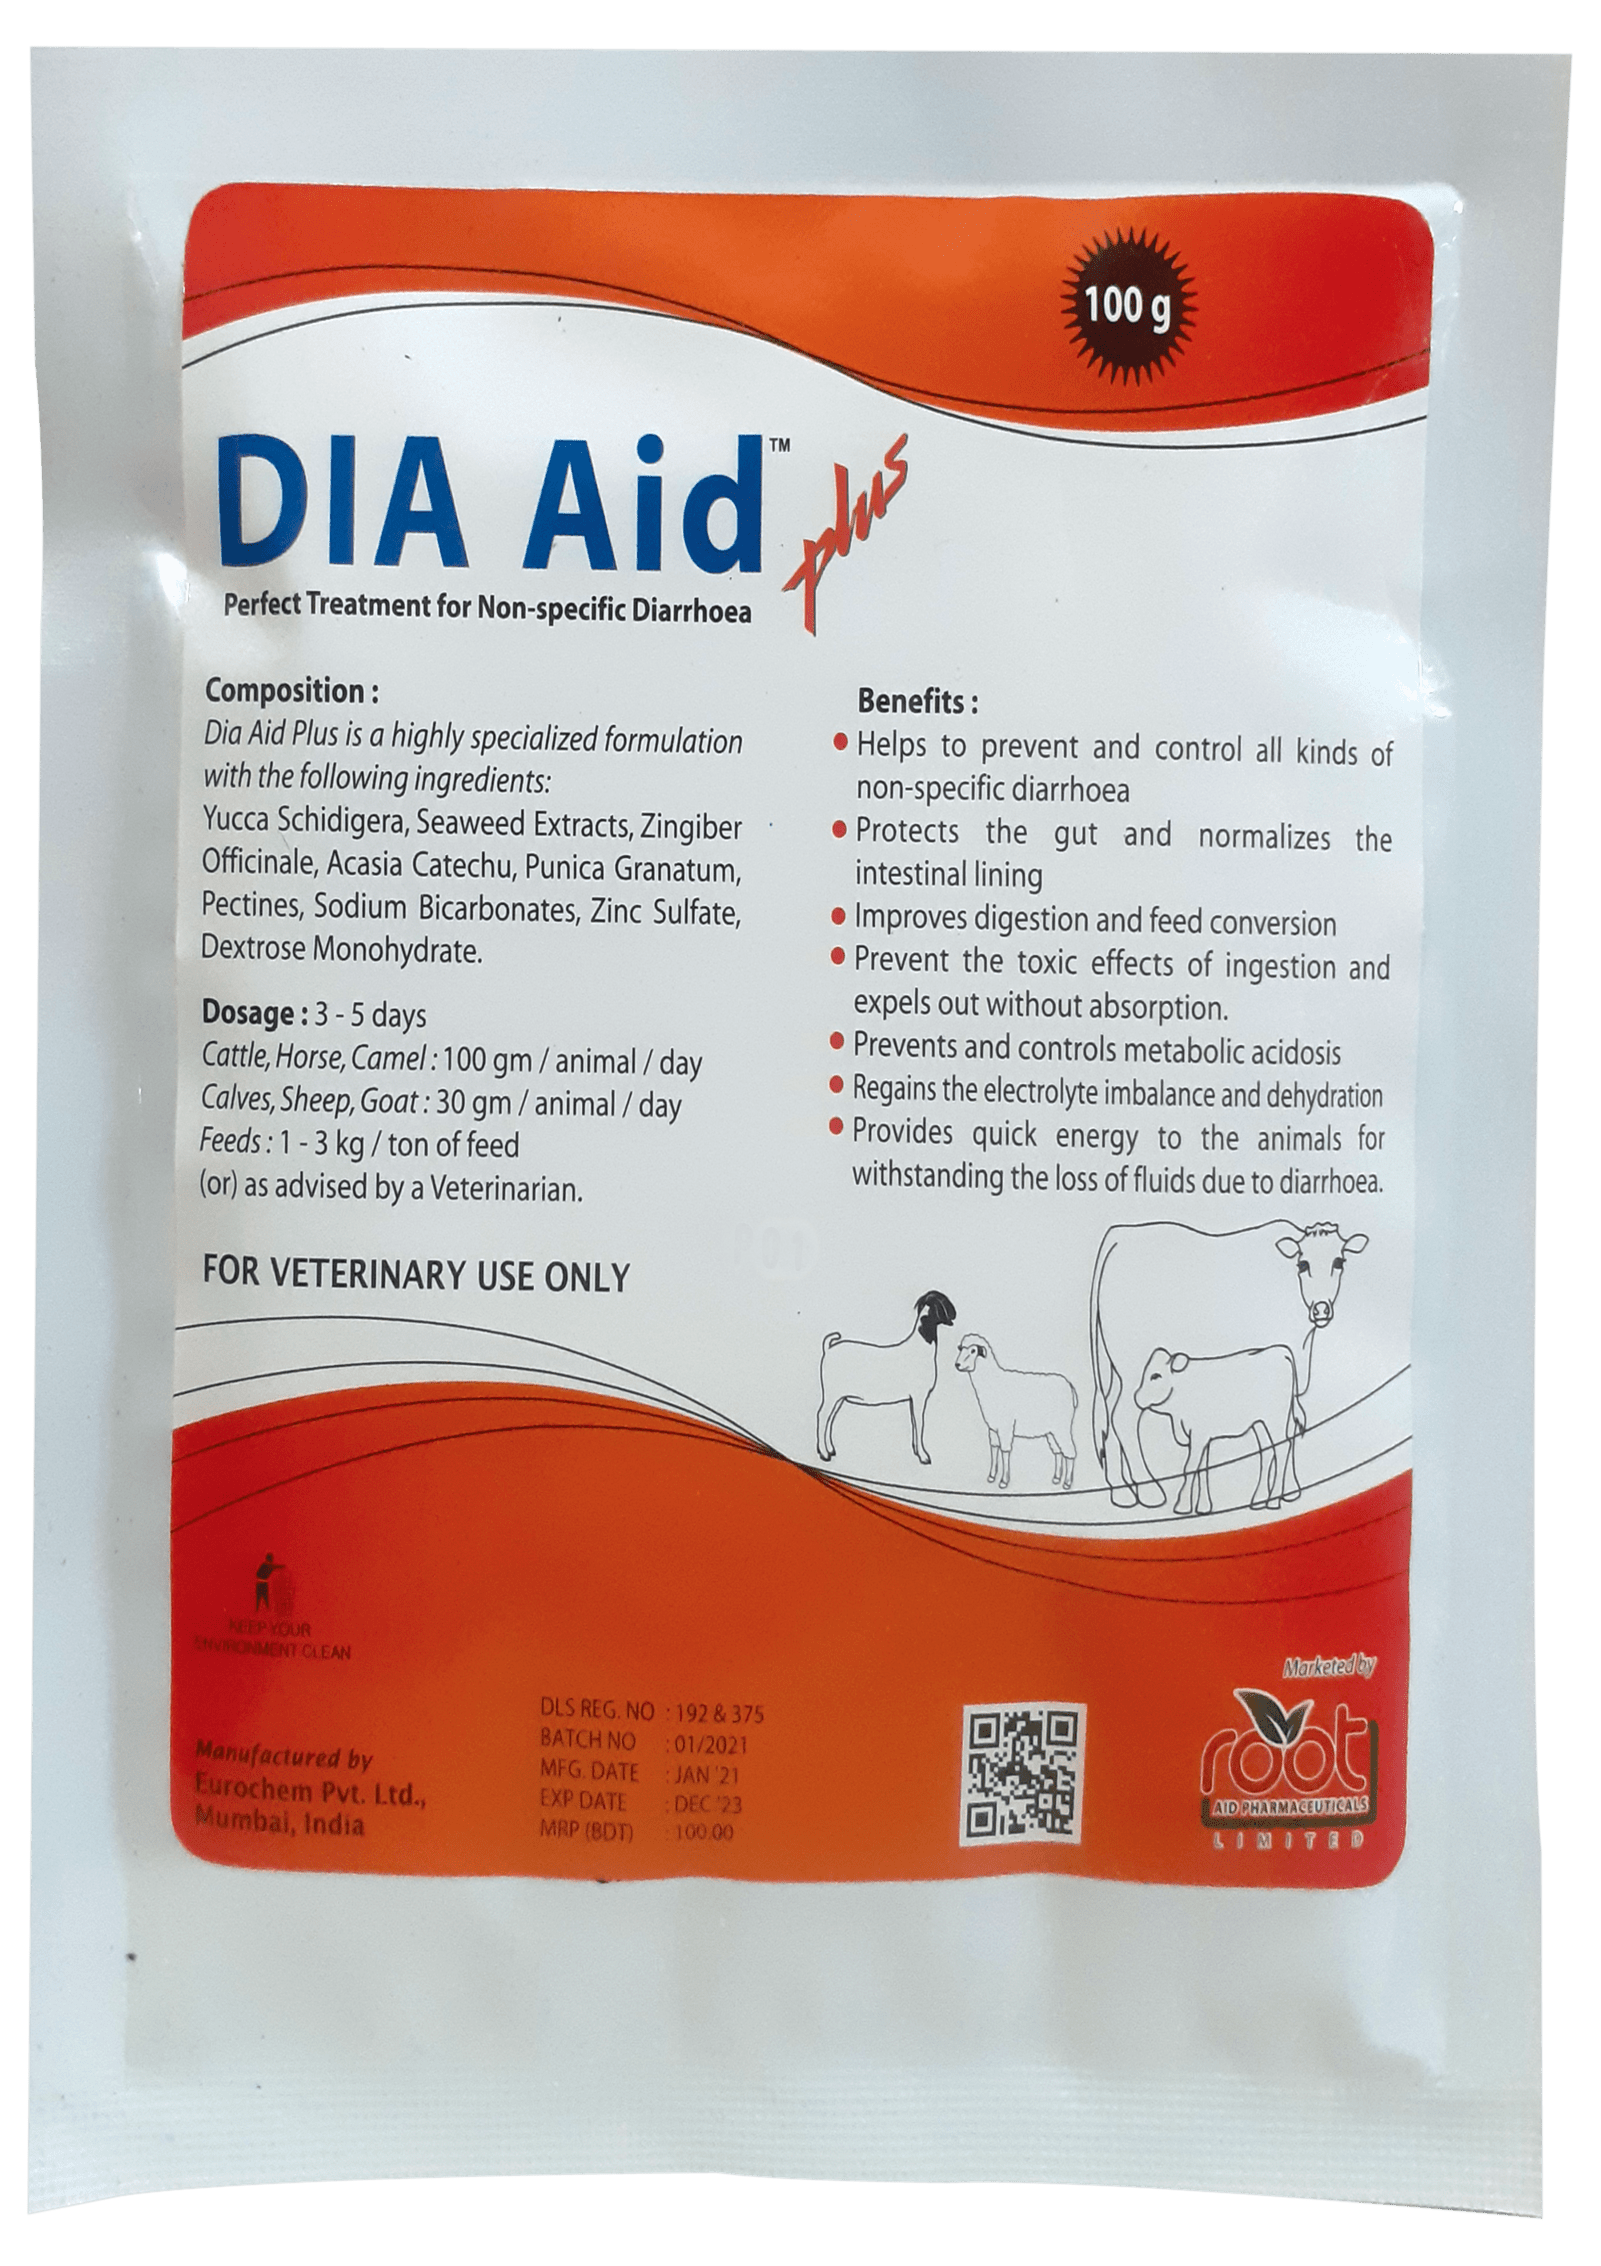 100 g
DIA Aid™ plus
Perfect Treatment for Non-specific Diarrhoea
Composition :
Dia Aid Plus is a highly specialized formulation
with the following ingredients:
Yucca Schidigera, Seaweed Extracts, Zingiber
Officinale, Acasia Catechu, Punica Granatum,
Pectines, Sodium Bicarbonates, Zinc Sulfate,
Dextrose Monohydrate.
Dosage : 3 - 5 days
Cattle, Horse, Camel : 100 gm / animal / day
Calves, Sheep, Goat : 30 gm / animal / day
Feeds : 1 - 3 kg / ton of feed
(or) as advised by a Veterinarian.
FOR VETERINARY USE ONLY
Benefits :
Helps to prevent and control all kinds of
non-specific diarrhoea
Protects the gut and normalizes the
intestinal lining
Improves digestion and feed conversion
Prevent the toxic effects of ingestion and
expels out without absorption.
Prevents and controls metabolic acidosis
Regains the electrolyte imbalance and dehydration
Provides quick energy to the animals for
withstanding the loss of fluids due to diarrhoea.
KEEP YOUR
ENVIRONMENT CLEAN
Manufactured by
Eurochem Pvt. Ltd.,
Mumbai, India
DLS REG. NO : 192 & 375
BATCH NO : 01/2021
MFG. DATE : JAN '21
EXP DATE : DEC '23
MRP (BDT) : 100.00
Marketed by
root
AID PHARMACEUTICALS
LIMITED